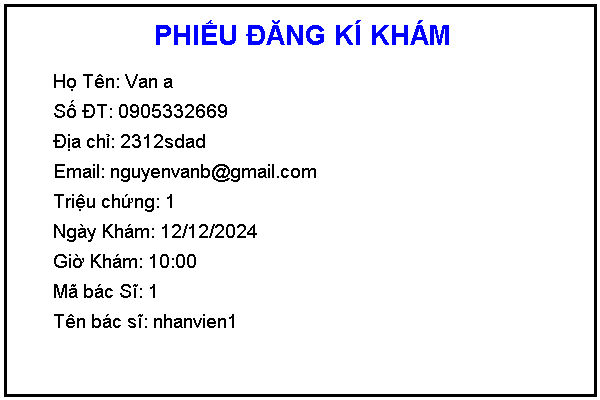 PHIẾU ĐĂNG KÍ KHÁM
Họ Tên: Van a
Số ĐT: 0905332669
Địa chỉ: 2312sdad
Email: nguyenvanb@gmail.com
Triệu chứng: 1
Ngày Khám: 12/12/2024
Giờ Khám: 10:00
Mã bác Sĩ: 1
Tên bác sĩ: nhanvien1